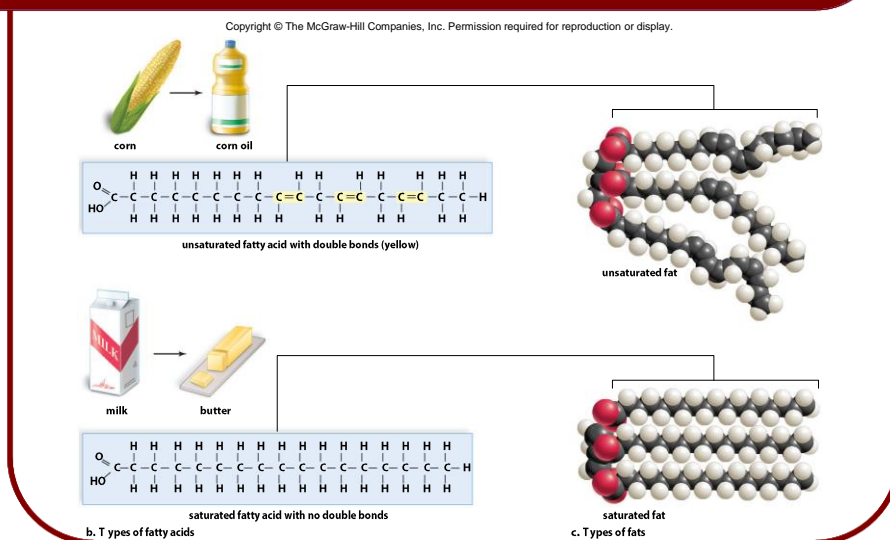 Copyright © The McGraw-Hill Companies, Inc. Permission required for reproduction or display.
corn
corn oil
H H H H H H H H H H H H H H
O
C – C – C – C – C – C – C – C – C = C – C – C = C – C – C = C – C – C – H
HO
H H H H H H H H H H H H H H
unsaturated fatty acid with double bonds (yellow)
unsaturated fat
MILK
milk
butter
H H H H H H H H H H H H H H H H
O
C – C – C – C – C – C – C – C – C – C – C – C – C – C – C – C – C – H
HO
H H H H H H H H H H H H H H H H
saturated fatty acid with no double bonds
saturated fat
b. T ypes of fatty acids
c. Types of fats